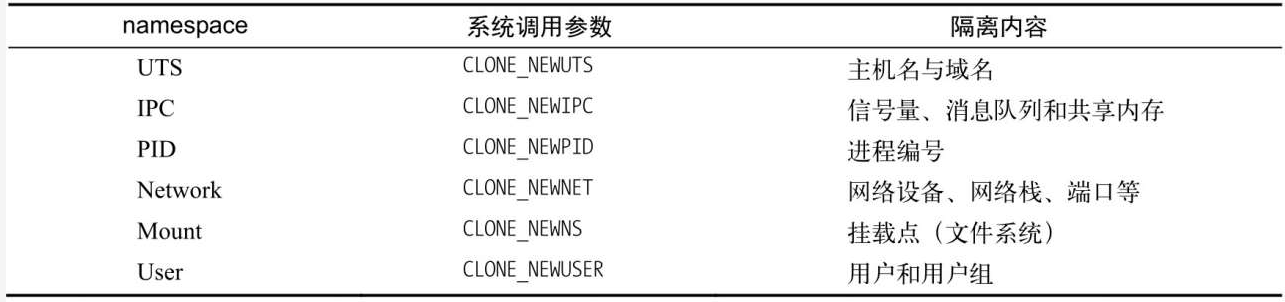 namespace 系统调用参数 隔离内容
UTS CLONE_NEWUTS 主机名与域名
IPC CLONE_NEWIPC 信号量、消息队列和共享内存
PID CLONE_NEWPID 进程编号
Network CLONE_NEWNET 网络设备、网络栈、端口等
Mount CLONE_NEWNS 挂载点（文件系统）
User CLONE_NEWUSER 用户和用户组